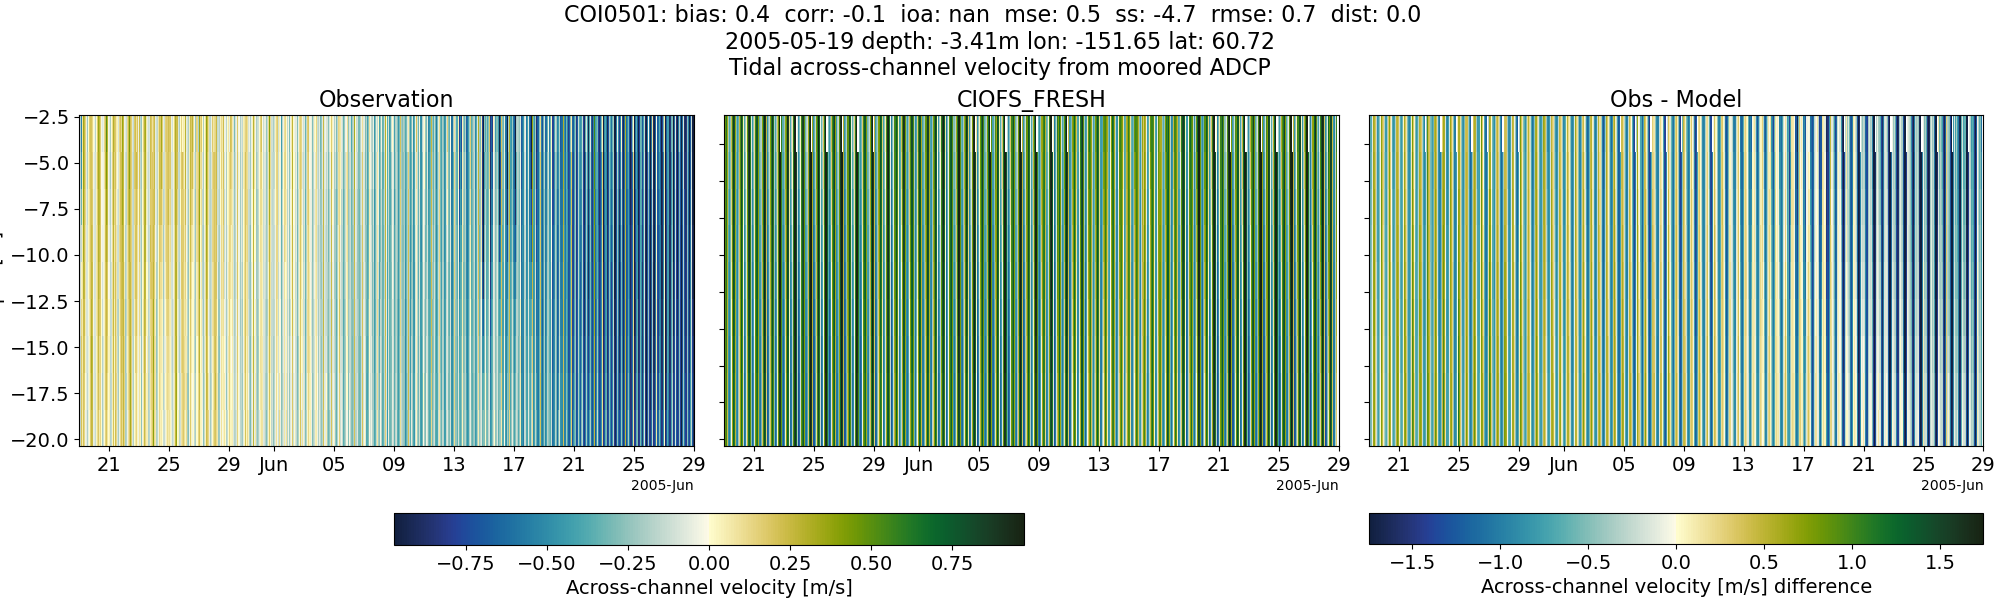 COI0501: bias: 0.4  corr: -0.1  ioa: nan  mse: 0.5  ss: -4.7  rmse: 0.7  dist: 0.0
2005-05-19 depth: -3.41m lon: -151.65 lat: 60.72
Tidal across-channel velocity from moored ADCP
Observation
CIOFS_FRESH
Obs - Model
−2.5
−5.0
−7.5
−10.0
−12.5
−15.0
−17.5
−20.0
21 25 29 Jun 05 09 13 17 21 25 29
2005-Jun
21 25 29 Jun 05 09 13 17 21 25 29
2005-Jun
21 25 29 Jun 05 09 13 17 21 25 29
2005-Jun
−0.75 −0.50 −0.25 0.00 0.25 0.50 0.75
Across-channel velocity [m/s]
−1.5 −1.0 −0.5 0.0 0.5 1.0 1.5
Across-channel velocity [m/s] difference